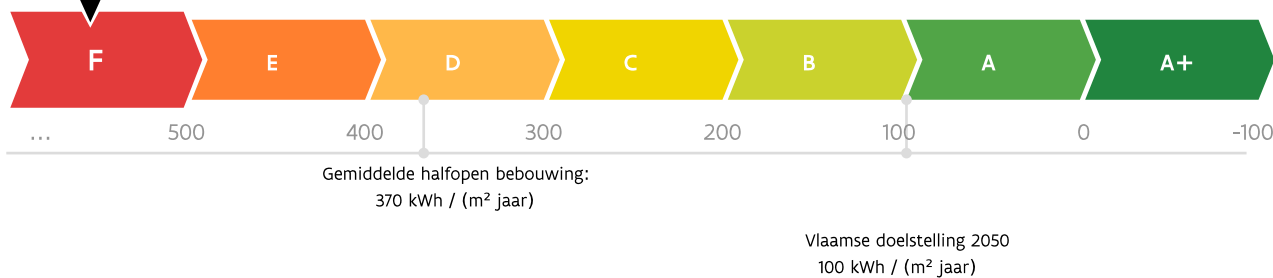 F E D C B A A+
... 500 400 300 200 100 0 -100
Gemiddelde halfopen bebouwing:
370 kWh / (m² jaar)
Vlaamse doelstelling 2050
100 kWh / (m² jaar)